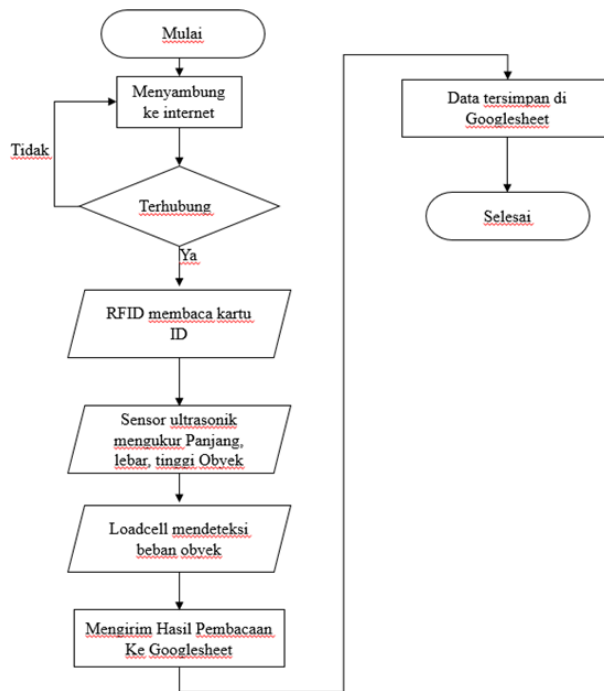 Mulai
Menyambung
ke internet
Tidak
Terhubung
Ya
RFID membaca kartu
ID
Sensor ultrasonik
mengukur Panjang,
lebar, tinggi Obyek
Loadcell mendeteksi
beban obyek
Mengirim Hasil Pembacaan
Ke Googlesheet
Data tersimpan di
Googlesheet
Selesai